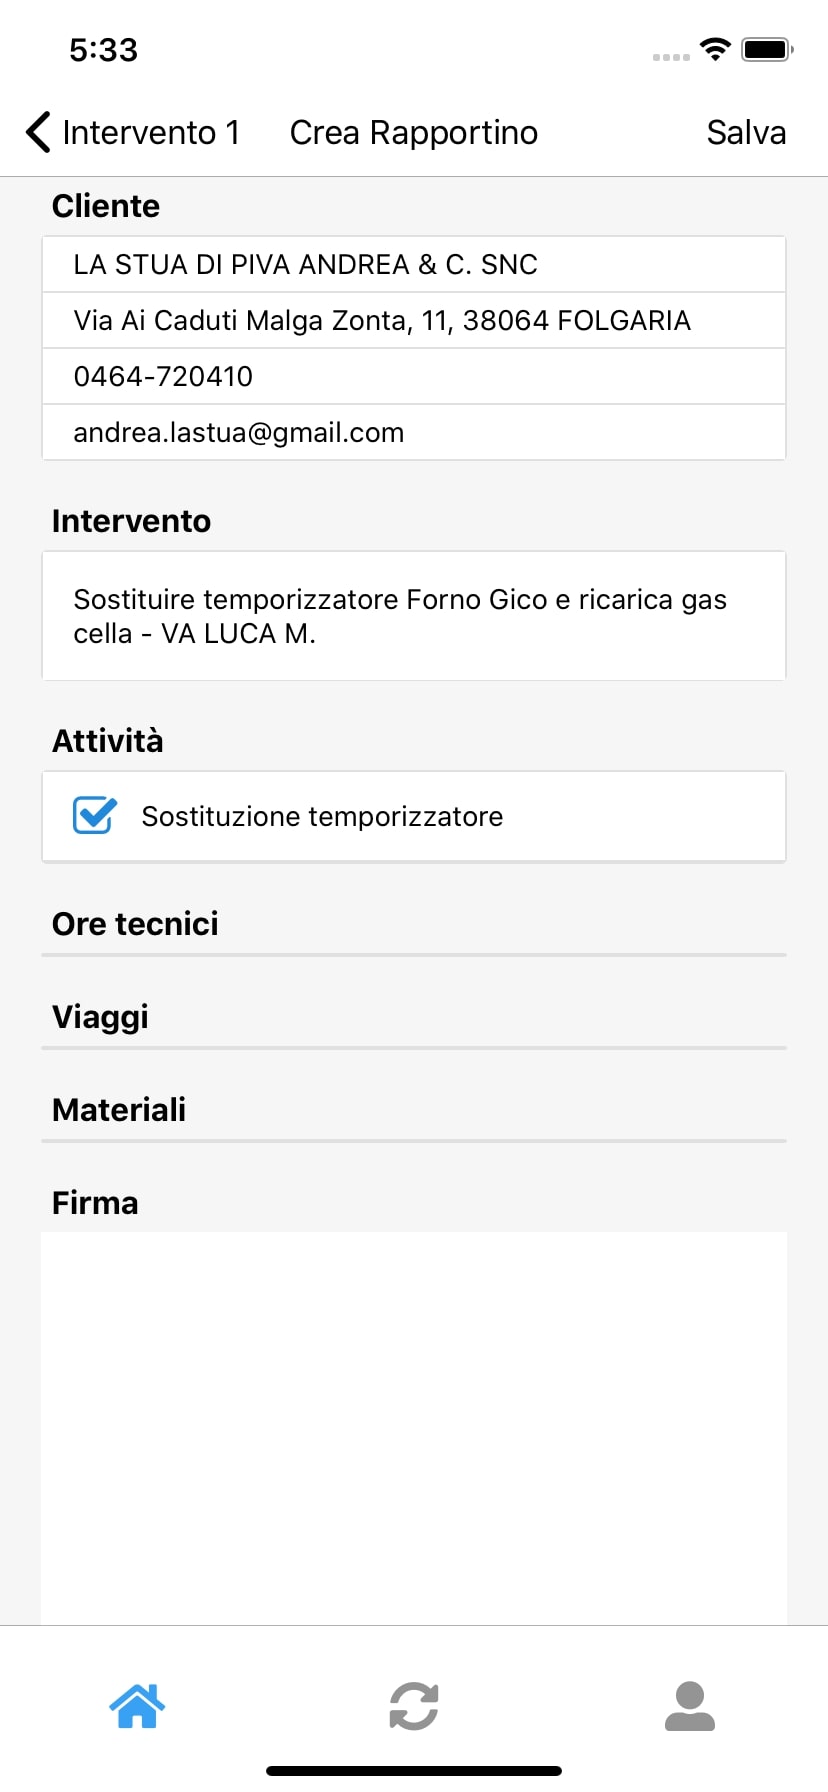 5:33
Intervento 1 Crea Rapportino Salva
Cliente
LA STUA DI PIVA ANDREA & C. SNC
Via Ai Caduti Malga Zonta, 11, 38064 FOLGARIA
0464-720410
andrea.lastua@gmail.com
Intervento
Sostituire temporizzatore Forno Gico e ricarica gas
cella - VA LUCA M.
Attività
Sostituzione temporizzatore
Ore tecnici
Viaggi
Materiali
Firma